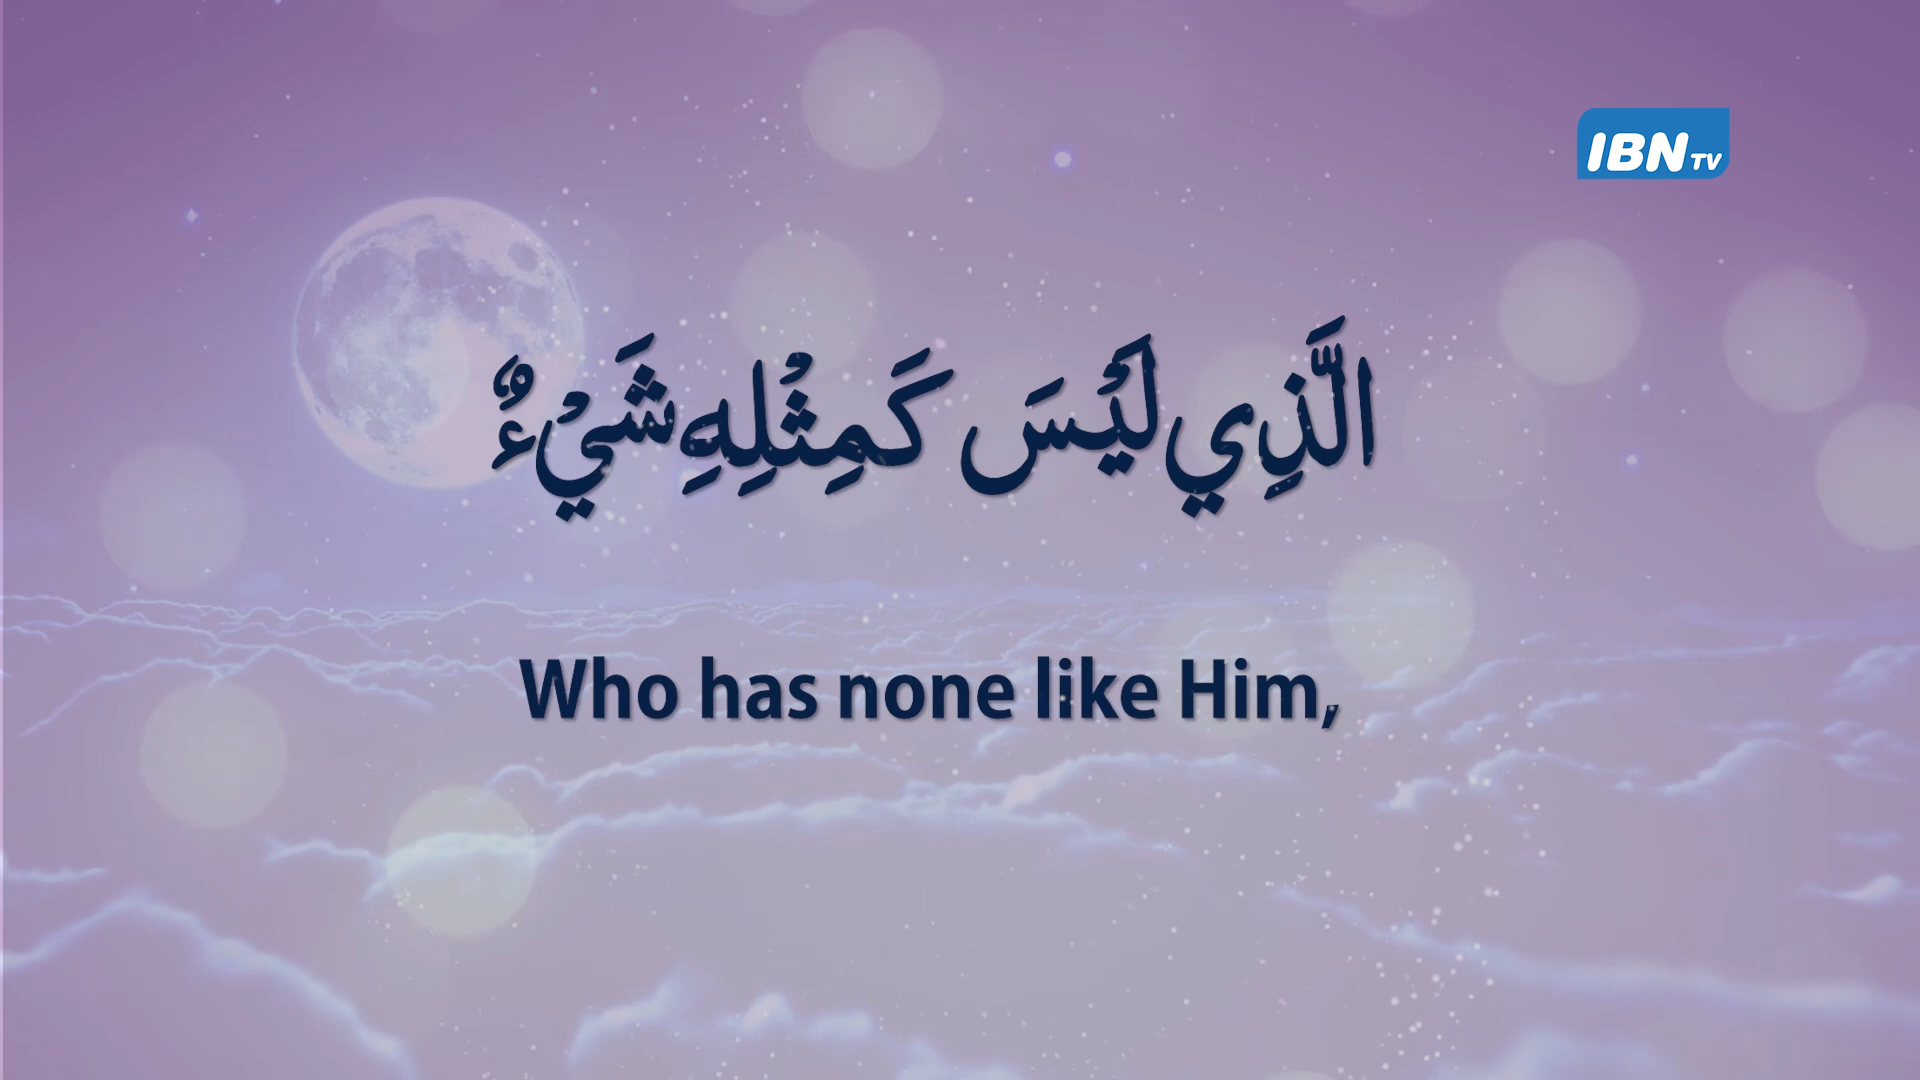 IBN TV
الَّذِي لَيْسَ كَمِثْلِهِ شَيْءٌ
Who has none like Him,